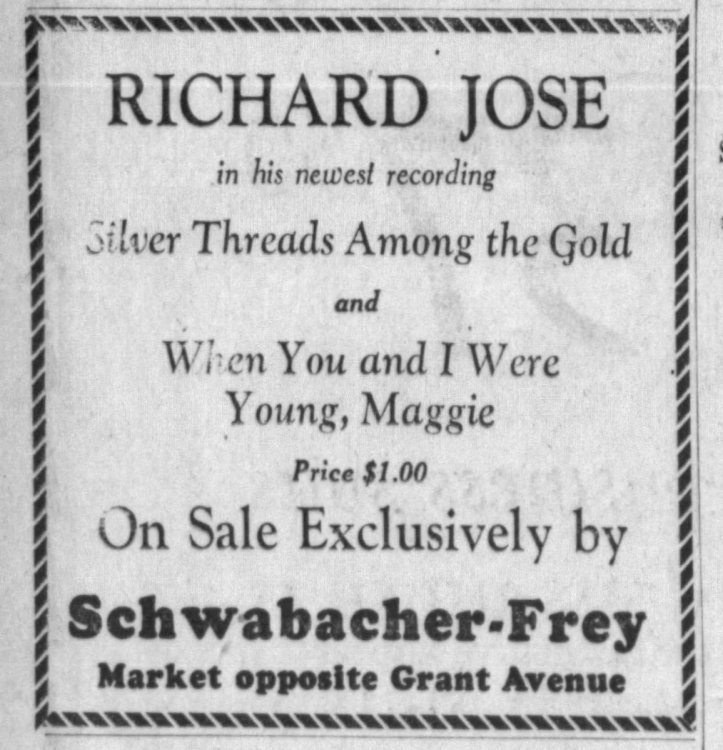 RICHARD JOSE
in his newest recording
Silver Threads Among the Gold
and
When You and I Were
Young, Maggie
Price $1.00
On Sale Exclusively by
Schwabacher-Frey
Market opposite Grant Avenue